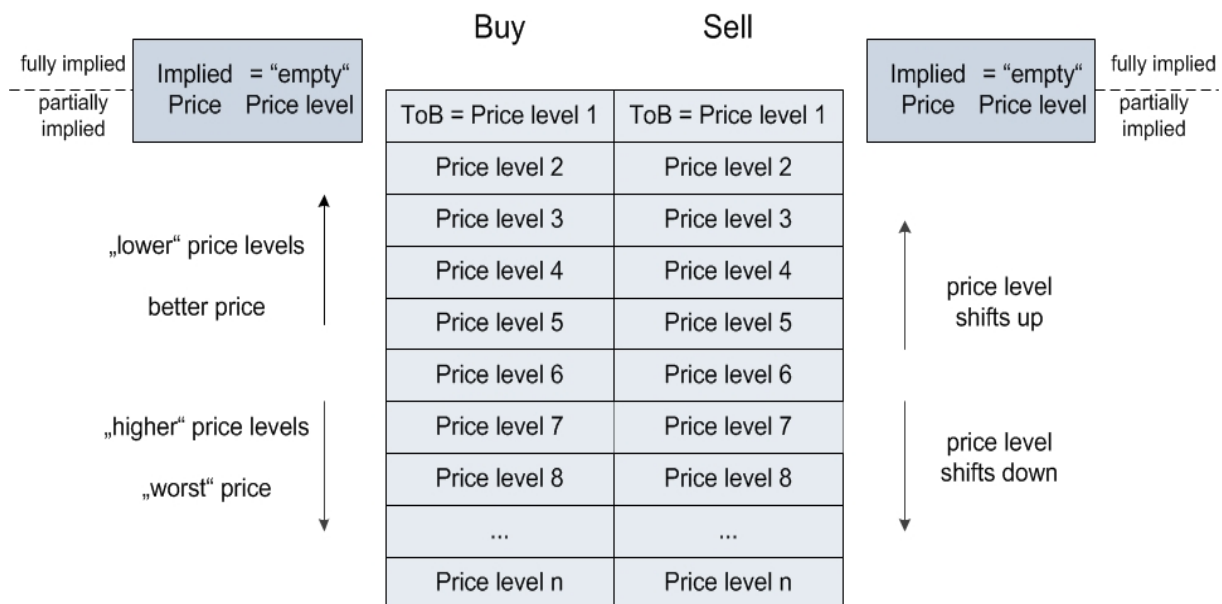 Buy
Sell
fully implied
partially
implied
Implied = “empty“
Price Price level
Implied = “empty“
Price Price level
fully implied
partially
implied
ToB = Price level 1
ToB = Price level 1
Price level 2
Price level 2
Price level 3
Price level 3
Price level 4
Price level 4
Price level 5
Price level 5
Price level 6
Price level 6
Price level 7
Price level 7
Price level 8
Price level 8
...
...
Price level n
Price level n
„lower“ price levels
better price
„higher“ price levels
„worst“ price
price level
shifts up
price level
shifts down